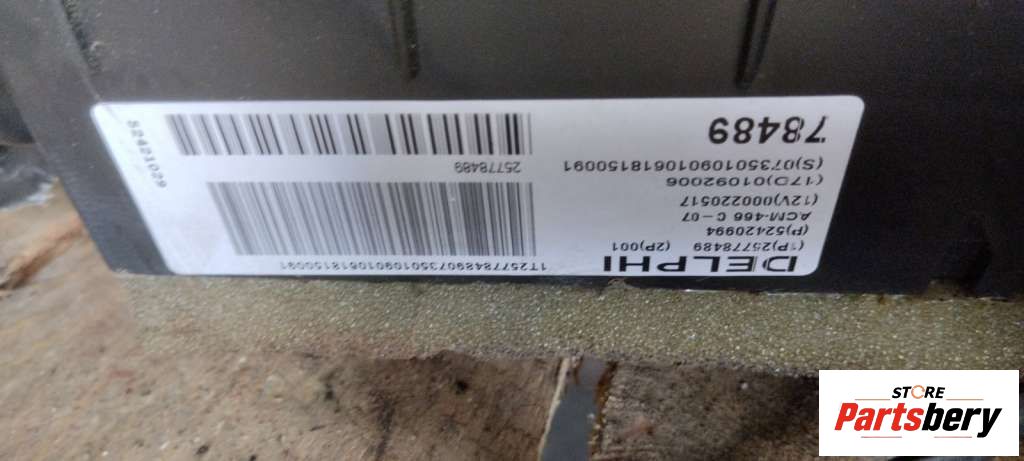 DELPHI
(1P)25778489 (2P)001
(P)52420994
ACM-466 C-07
(12V)000220517
(17D)01092006
(S)07350109010618150091
78489
1T2577848907350109010618150091
25778489
52421029
STORE
Partsbery